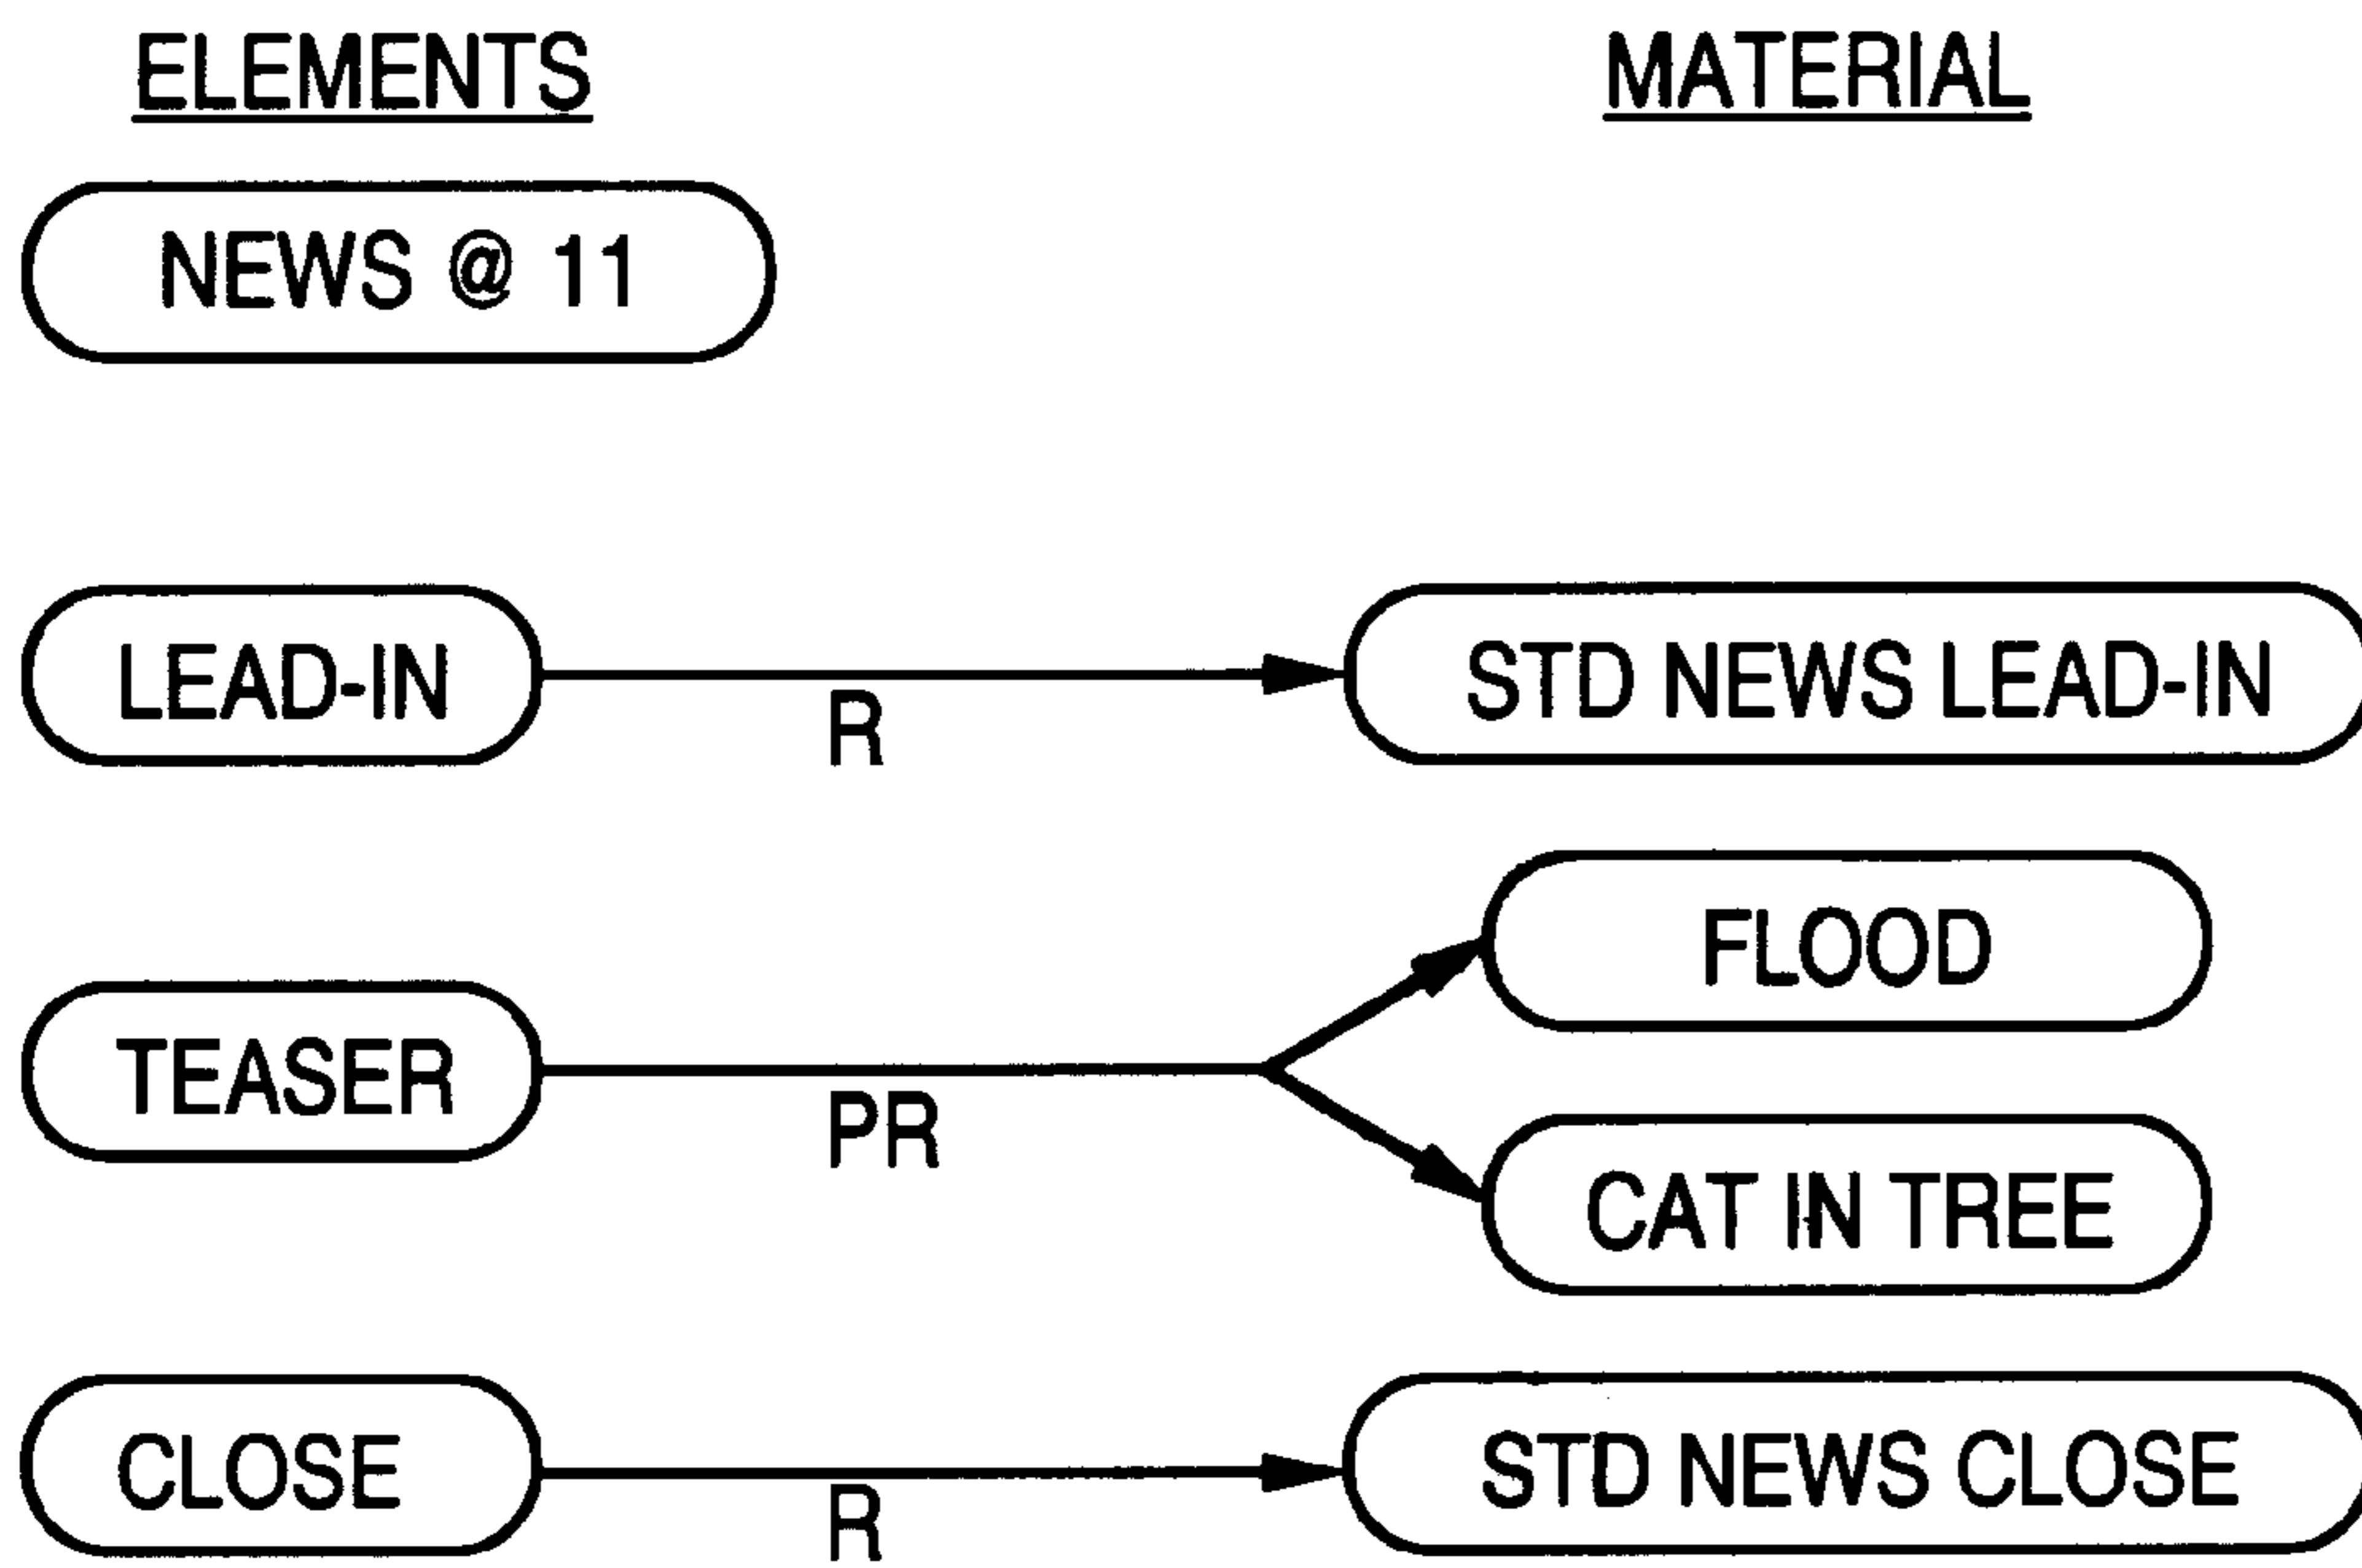 ELEMENTS MATERIAL
NEWS @ 11
LEAD-IN STD NEWS LEAD-IN
R
FLOOD
TEASER
PR
CAT IN TREE
CLOSE STD NEWS CLOSE
R